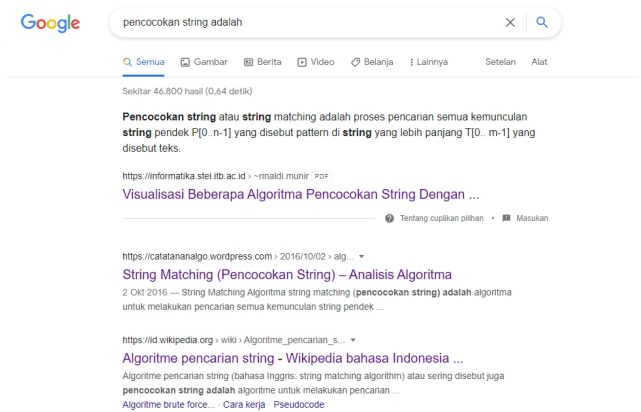 Google
pencocokan string adalah
Semua Gambar Berita Video Belanja Lainnya Setelan Alat
Sekitar 46.800 hasil (0,64 detik)
Pencocokan string atau string matching adalah proses pencarian semua kemunculan
string pendek P[0..n-1] yang disebut pattern di string yang lebih panjang T[0.. m-1] yang
disebut teks.
https://informatika.stei.itb.ac.id › ~rinaldi.munir PDF
Visualisasi Beberapa Algoritma Pencocokan String Dengan ...
Tentang cuplikan pilihan • Masukan
https://catatananalgo.wordpress.com › 2016/10/02 › alg...
String Matching (Pencocokan String) – Analisis Algoritma
2 Okt 2016 — String Matching Algoritma string matching (pencocokan string) adalah algoritma
untuk melakukan pencarian semua kemunculan string pendek ...
https://id.wikipedia.org › wiki › Algoritme_pencarian_s...
Algoritme pencarian string - Wikipedia bahasa Indonesia ...
Algoritme pencarian string (bahasa Inggris: string matching algorithm) atau sering disebut juga
pencocokan string adalah algoritme untuk melakukan pencarian ...
Algoritme brute force... · Cara kerja · Pseudocode